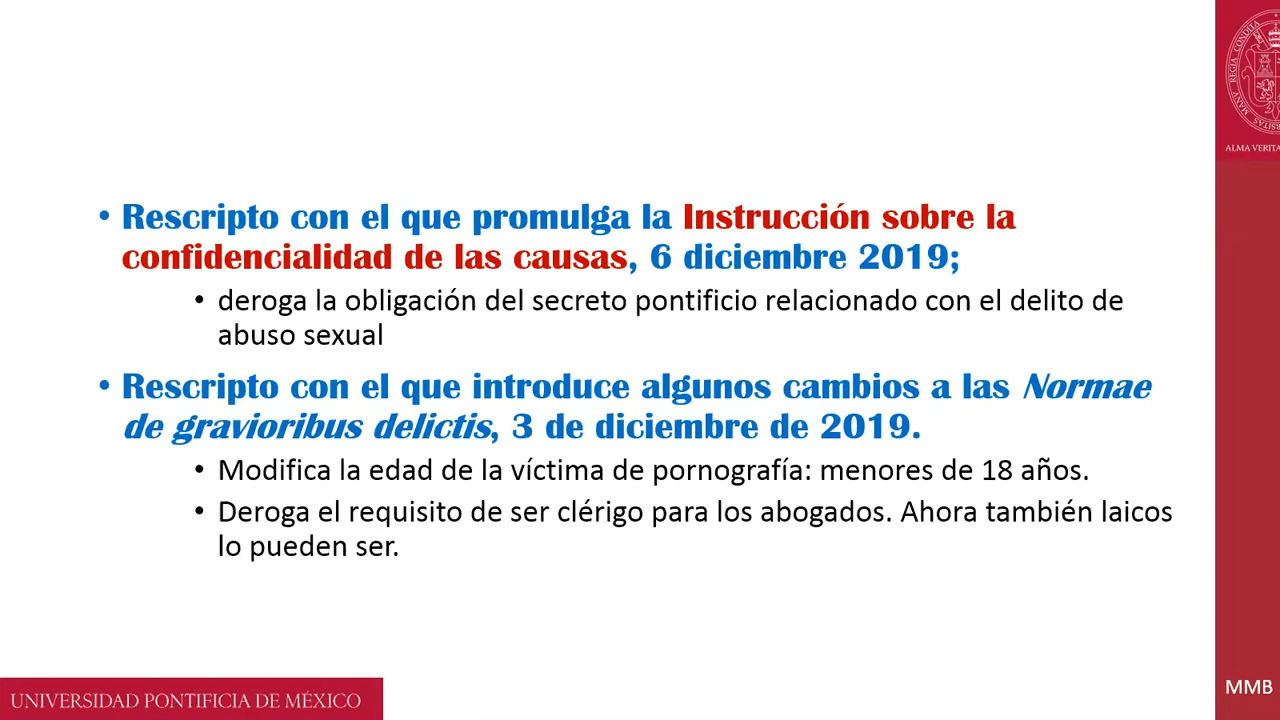 • Rescripto con el que promulga la Instrucción sobre la
confidencialidad de las causas, 6 diciembre 2019;
• deroga la obligación del secreto pontificio relacionado con el delito de
abuso sexual
• Rescripto con el que introduce algunos cambios a las Normae
de gravioribus delictis, 3 de diciembre de 2019.
• Modifica la edad de la víctima de pornografía: menores de 18 años.
• Deroga el requisito de ser clérigo para los abogados. Ahora también laicos
lo pueden ser.
UNIVERSIDAD PONTIFICIA DE MÉXICO
REGIA CONDITA
MANV
ALMA VERITA
MMB